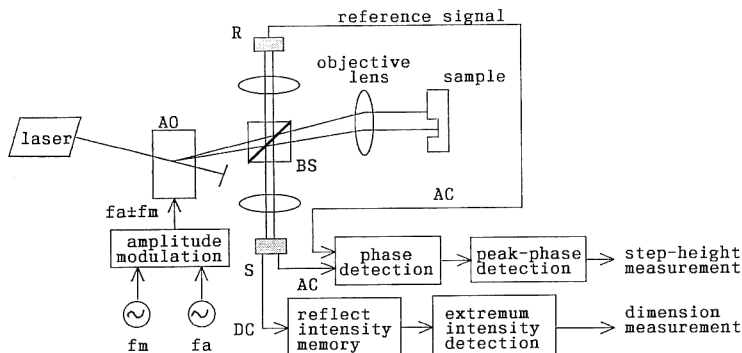 reference signal
R
objective
lens
sample
AO
laser
BS
fa±fm
AC
amplitude
modulation
S
AC
phase
detection
peak-phase
detection
step-height
measurement
DC
reflect
intensity
memory
extremum
intensity
detection
dimension
measurement
fm
fa